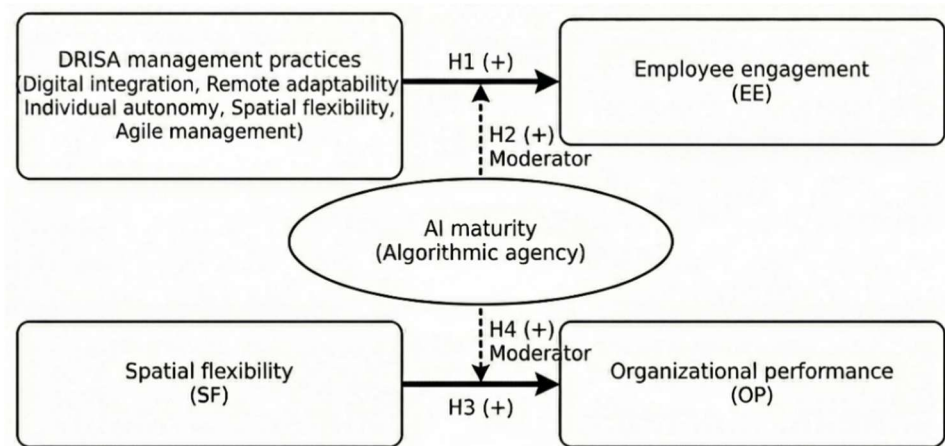 DRISA management practices
(Digital integration, Remote adaptability
Individual autonomy, Spatial flexibility,
Agile management)
H1 (+)
Employee engagement
(EE)
H2 (+)
Moderator
AI maturity
(Algorithmic agency)
H4 (+)
Moderator
Spatial flexibility
(SF)
H3 (+)
Organizational performance
(OP)